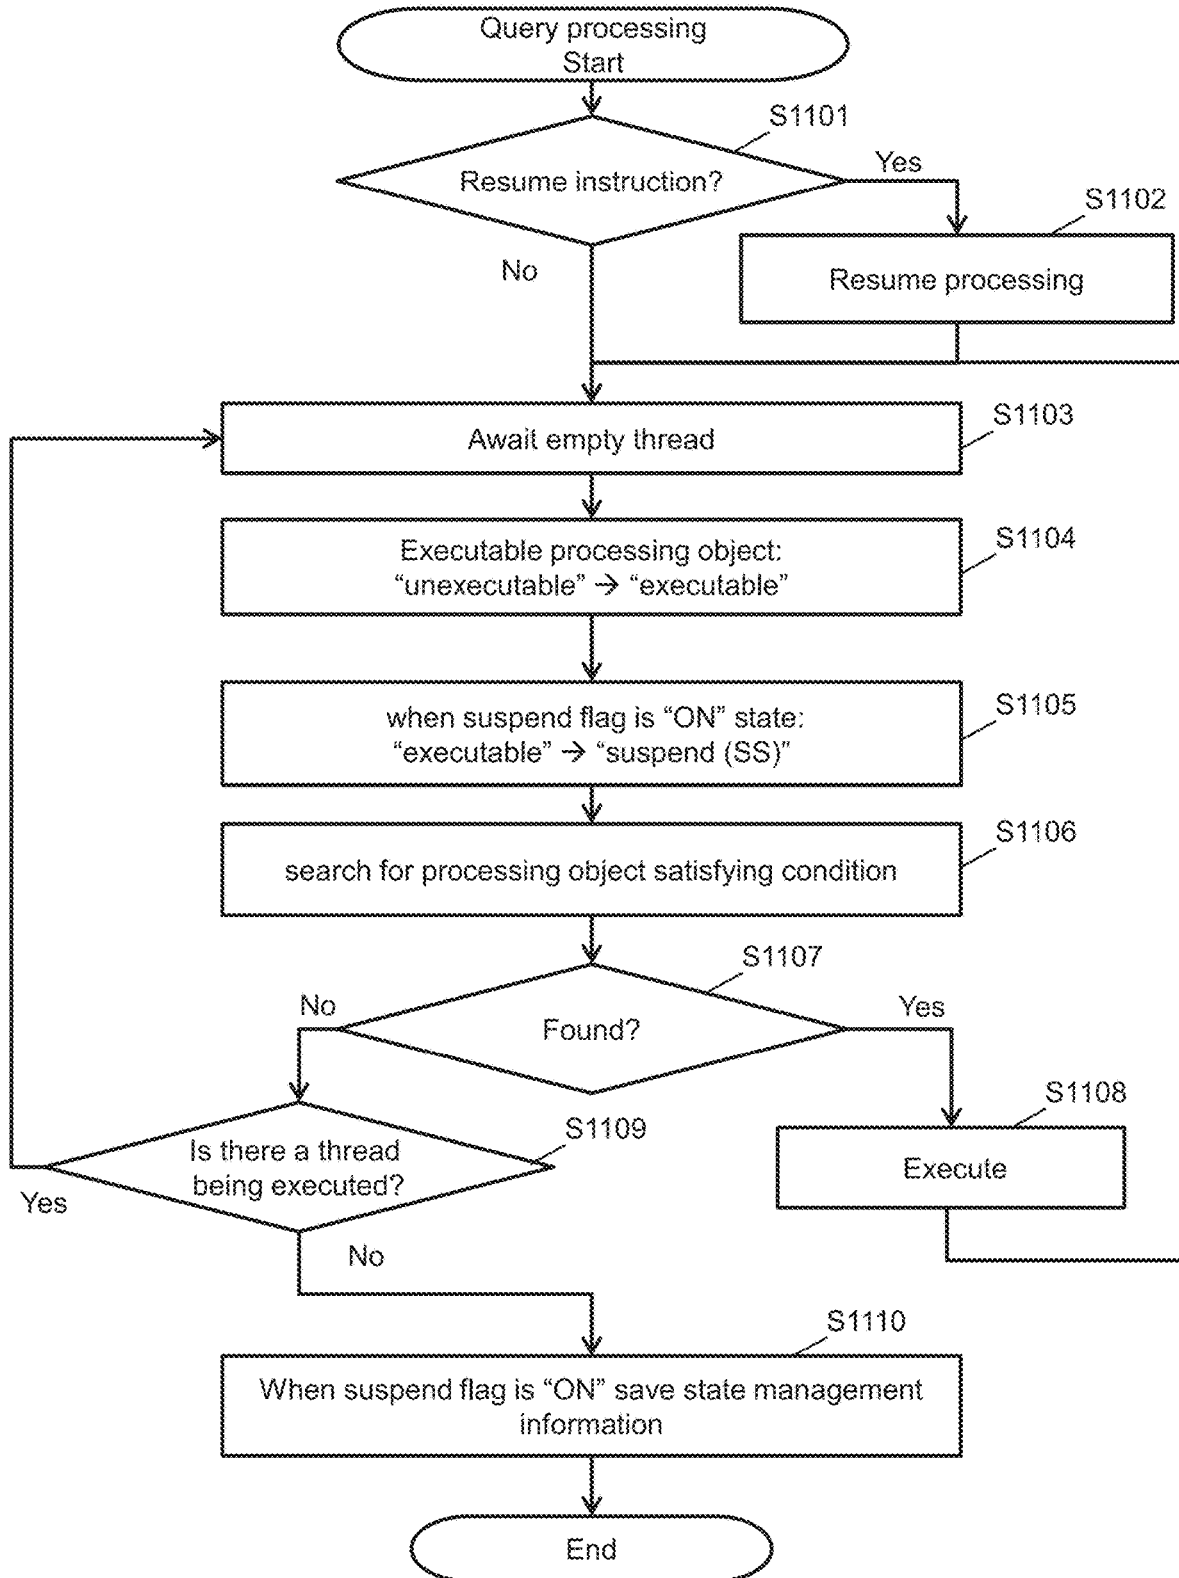 Query processing
Start
S1101
Resume instruction?
Yes
No
S1102
Resume processing
S1103
Await empty thread
S1104
Executable processing object:
“unexecutable” → “executable”
S1105
when suspend flag is “ON” state:
“executable” → “suspend (SS)”
S1106
search for processing object satisfying condition
S1107
No
Yes
Found?
S1108
Execute
S1109
Is there a thread
being executed?
Yes
No
S1110
When suspend flag is “ON” save state management
information
End